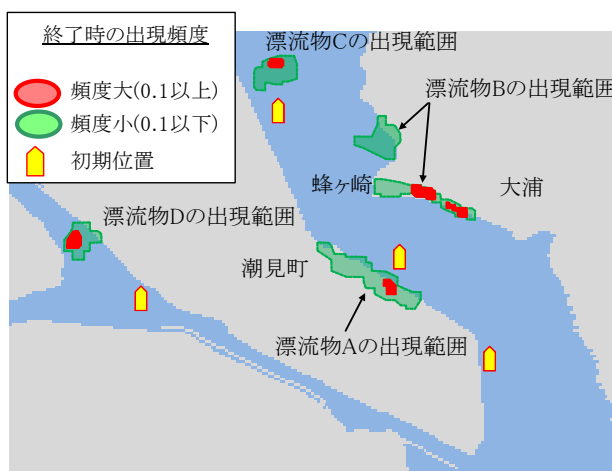 終了時の出現頻度
頻度大(0.1以上)
頻度小(0.1以下)
初期位置
漂流物Cの出現範囲
漂流物Bの出現範囲
蜂ヶ崎
大浦
漂流物Dの出現範囲
潮見町
漂流物Aの出現範囲